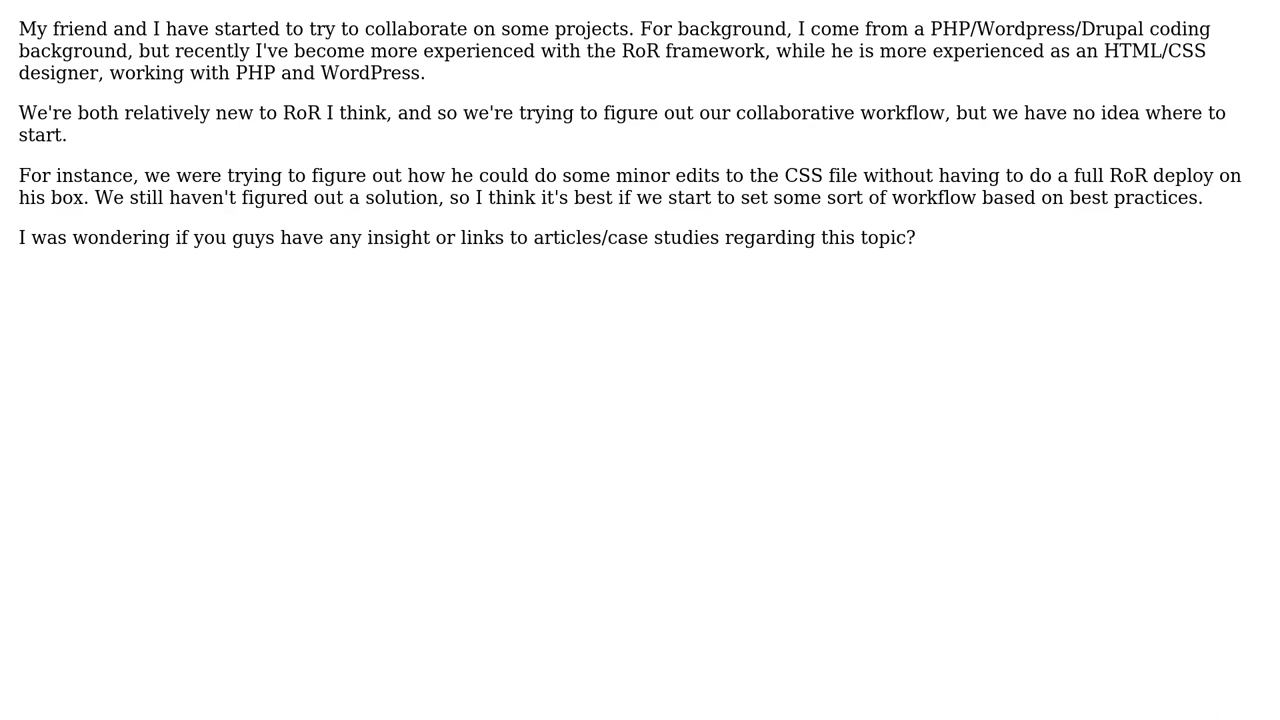 My friend and I have started to try to collaborate on some projects. For background, I come from a PHP/Wordpress/Drupal coding
background, but recently I've become more experienced with the RoR framework, while he is more experienced as an HTML/CSS
designer, working with PHP and WordPress.
We're both relatively new to RoR I think, and so we're trying to figure out our collaborative workflow, but we have no idea where to
start.
For instance, we were trying to figure out how he could do some minor edits to the CSS file without having to do a full RoR deploy on
his box. We still haven't figured out a solution, so I think it's best if we start to set some sort of workflow based on best practices.
I was wondering if you guys have any insight or links to articles/case studies regarding this topic?